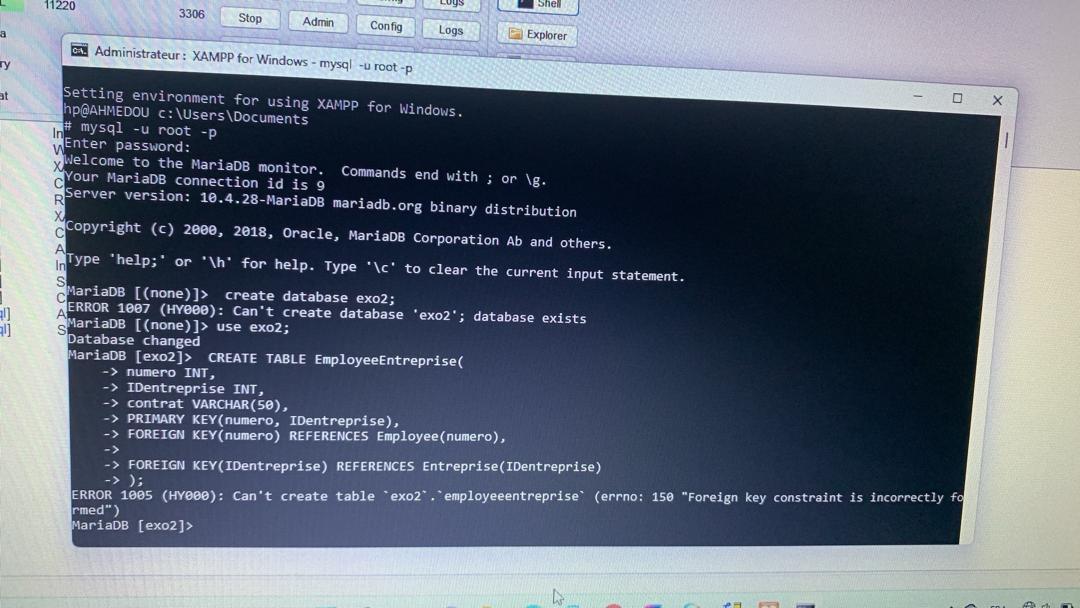 11220
3306 Stop Admin Config Logs Shell
Logs
Explorer
Administrateur : XAMPP for Windows - mysql -u root -p
Setting environment for using XAMPP for Windows.
hp@AHMEDOU c:\Users\Documents
# mysql -u root -p
Enter password:
Welcome to the MariaDB monitor.  Commands end with ; or \g.
Your MariaDB connection id is 9
Server version: 10.4.28-MariaDB mariadb.org binary distribution
Copyright (c) 2000, 2018, Oracle, MariaDB Corporation Ab and others.
Type 'help;' or '\h' for help. Type '\c' to clear the current input statement.
MariaDB [(none)]>  create database exo2;
ERROR 1007 (HY000): Can't create database 'exo2'; database exists
MariaDB [(none)]> use exo2;
Database changed
MariaDB [exo2]>  CREATE TABLE EmployeeEntreprise(
-> numero INT,
-> IDentreprise INT,
-> contrat VARCHAR(50),
-> PRIMARY KEY(numero, IDentreprise),
-> FOREIGN KEY(numero) REFERENCES Employee(numero),
->
-> FOREIGN KEY(IDentreprise) REFERENCES Entreprise(IDentreprise)
-> );
ERROR 1005 (HY000): Can't create table `exo2`.`employeeentreprise` (errno: 150 "Foreign key constraint is incorrectly fo
rmed")
MariaDB [exo2]>